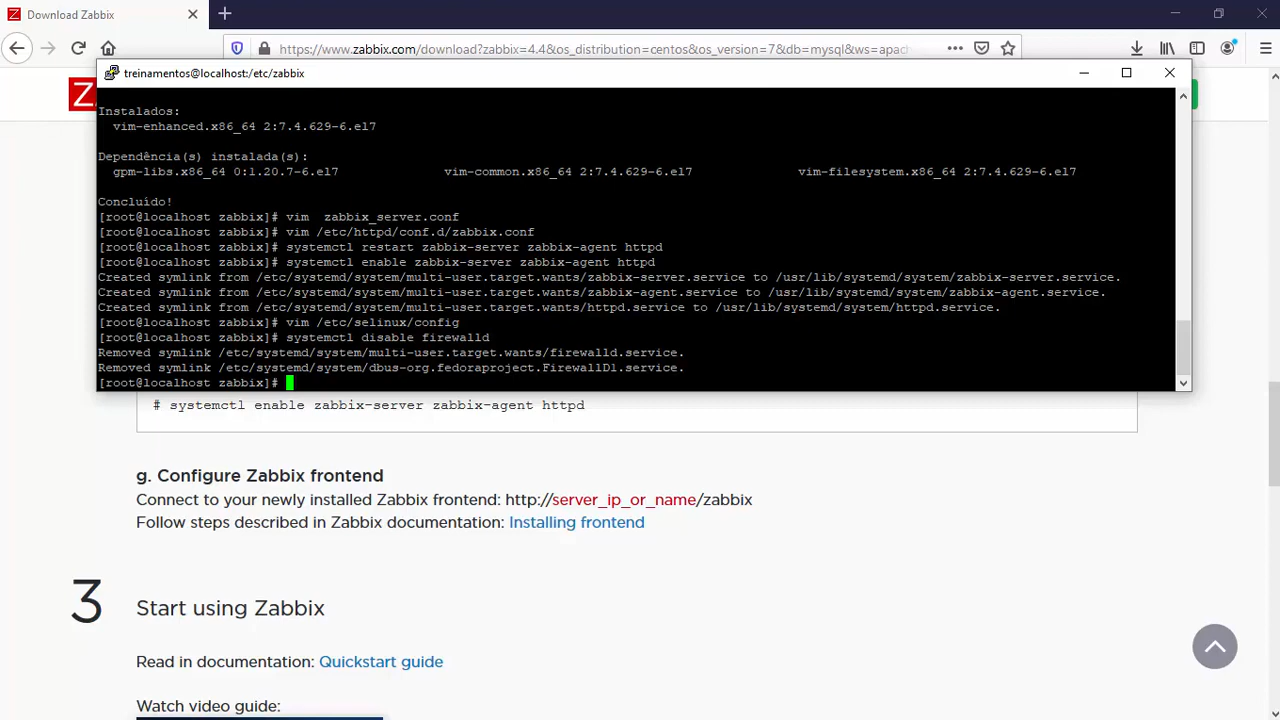 Download Zabbix
https://www.zabbix.com/download?zabbix=4.4&os_distribution=centos&os_version=7&db=mysql&ws=apac
treinamentos@localhost:/etc/zabbix
Z
Instalados:
vim-enhanced.x86_64 2:7.4.629-6.el7
Dependência(s) instalada(s):
gpm-libs.x86_64 0:1.20.7-6.el7 vim-common.x86_64 2:7.4.629-6.el7 vim-filesystem.x86_64 2:7.4.629-6.el7
Concluído!
[root@localhost zabbix]# vim  zabbix_server.conf
[root@localhost zabbix]# vim /etc/httpd/conf.d/zabbix.conf
[root@localhost zabbix]# systemctl restart zabbix-server zabbix-agent httpd
[root@localhost zabbix]# systemctl enable zabbix-server zabbix-agent httpd
Created symlink from /etc/systemd/system/multi-user.target.wants/zabbix-server.service to /usr/lib/systemd/system/zabbix-server.service.
Created symlink from /etc/systemd/system/multi-user.target.wants/zabbix-agent.service to /usr/lib/systemd/system/zabbix-agent.service.
Created symlink from /etc/systemd/system/multi-user.target.wants/httpd.service to /usr/lib/systemd/system/httpd.service.
[root@localhost zabbix]# vim /etc/selinux/config
[root@localhost zabbix]# systemctl disable firewalld
Removed symlink /etc/systemd/system/multi-user.target.wants/firewalld.service.
Removed symlink /etc/systemd/system/dbus-org.fedoraproject.FirewallD1.service.
[root@localhost zabbix]#
# systemctl enable zabbix-server zabbix-agent httpd
g. Configure Zabbix frontend
Connect to your newly installed Zabbix frontend: http://server_ip_or_name/zabbix
Follow steps described in Zabbix documentation: Installing frontend
3 Start using Zabbix
Read in documentation: Quickstart guide
Watch video guide: